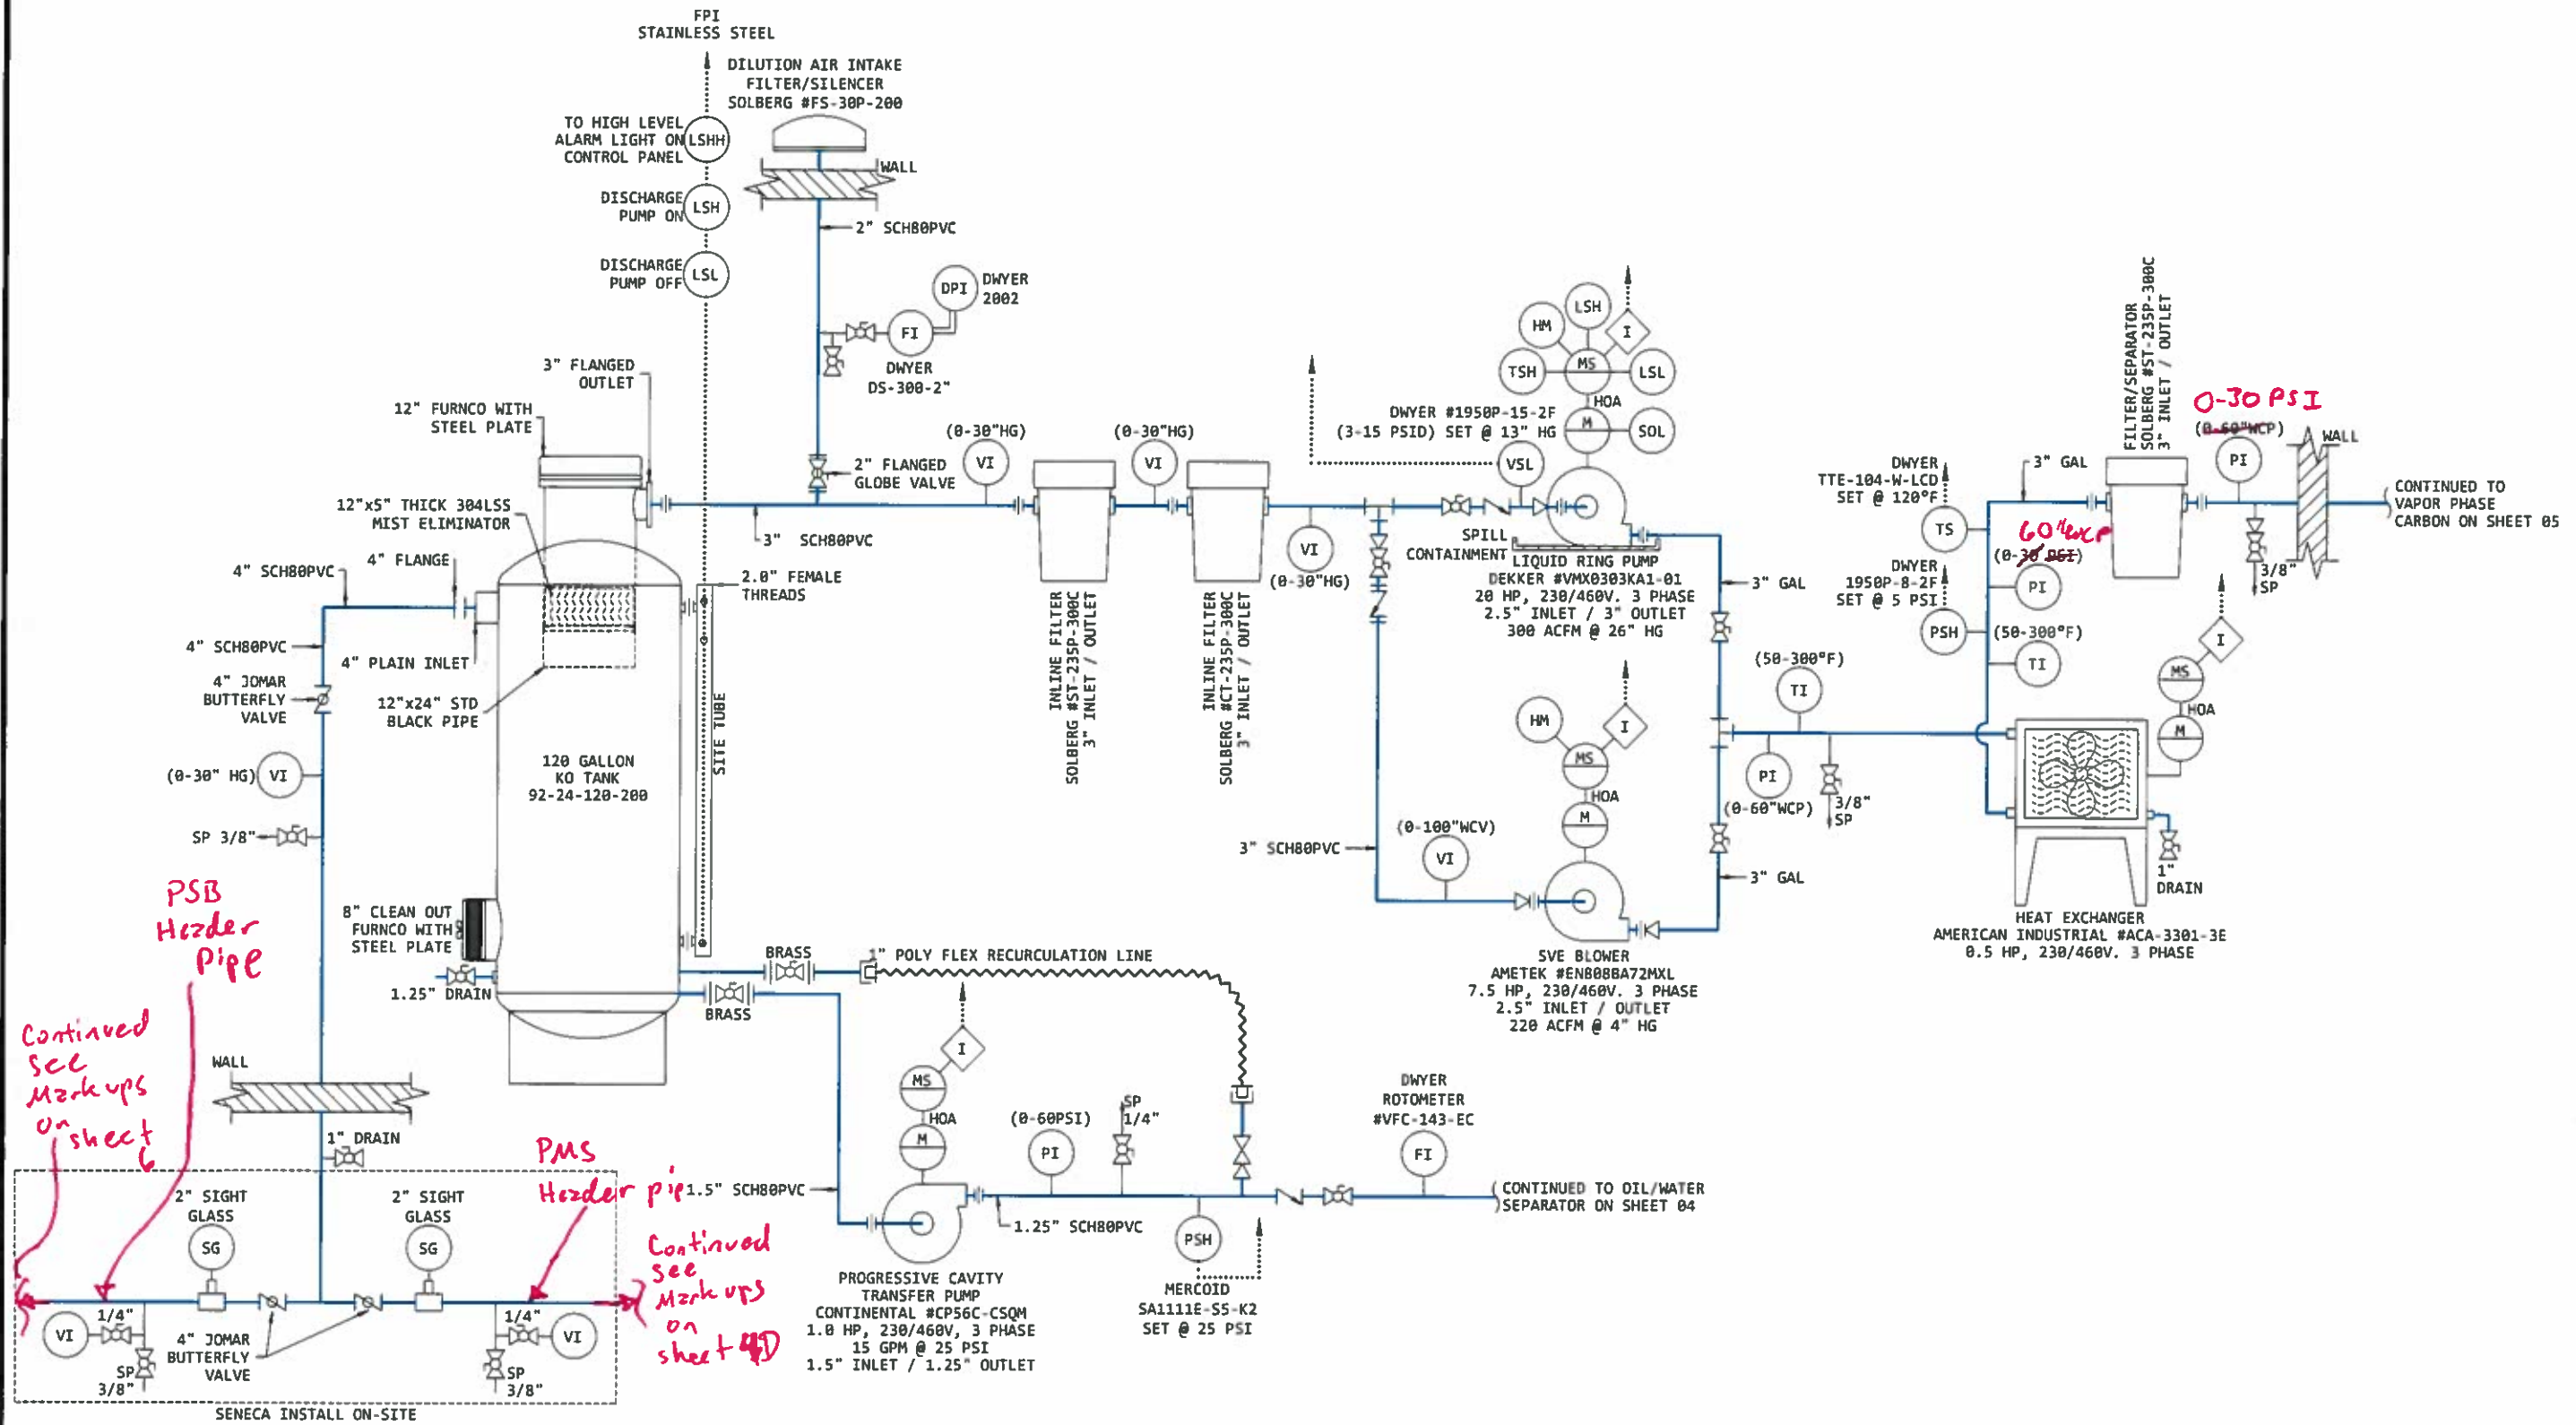 FPI
STAINLESS STEEL
DILUTION AIR INTAKE
FILTER/SILENCER
SOLBERG #FS-30P-200
TO HIGH LEVEL
ALARM LIGHT ON
CONTROL PANEL
LSHH
WALL
DISCHARGE
PUMP ON
LSH
2" SCH80PVC
DISCHARGE
PUMP OFF
LSL
DPI
DWYER
2002
FI
DWYER
DS-300-2"
3" FLANGED
OUTLET
12" FURNCO WITH
STEEL PLATE
2" FLANGED
GLOBE VALVE
12"x5" THICK 304LSS
MIST ELIMINATOR
3" SCH80PVC
4" FLANGE
4" SCH80PVC
2.0" FEMALE
THREADS
4" SCH80PVC
4" PLAIN INLET
4" JOMAR
BUTTERFLY
VALVE
12"x24" STD
BLACK PIPE
SITE TUBE
120 GALLON
KO TANK
92-24-120-200
(0-30" HG)
VI
SP 3/8"
8" CLEAN OUT
FURNCO WITH
STEEL PLATE
1.25" DRAIN
BRASS
BRASS
1" POLY FLEX RECURCULATION LINE
(0-30"HG)
VI
(0-30"HG)
VI
INLINE FILTER
SOLBERG #ST-235P-300C
3" INLET / OUTLET
INLINE FILTER
SOLBERG #CT-235P-300C
3" INLET / OUTLET
VI
(0-30"HG)
LSH
HM
I
TSH
MS
LSL
HOA
M
SOL
DWYER #1950P-15-2F
(3-15 PSID) SET @ 13" HG
VSL
SPILL
CONTAINMENT
LIQUID RING PUMP
DEKKER #VMX0303KA1-01
20 HP, 230/460V. 3 PHASE
2.5" INLET / 3" OUTLET
300 ACFM @ 26" HG
3" GAL
HM
I
MS
HOA
M
(0-100"WCV)
VI
3" SCH80PVC
3" GAL
SVE BLOWER
AMETEK #EN808BA72MXL
7.5 HP, 230/460V. 3 PHASE
2.5" INLET / OUTLET
220 ACFM @ 4" HG
(50-300°F)
TI
PI
(0-60"WCP)
3/8"
SP
DWYER
TTE-104-W-LCD
SET @ 120°F
TS
DWYER
1950P-8-2F
SET @ 5 PSI
PSH
3" GAL
60"WCP
(0-30 PSI)
PI
(50-300°F)
TI
FILTER/SEPARATOR
SOLBERG #ST-235P-300C
3" INLET / OUTLET
0-30 PSI
(0-60"WCP)
PI
WALL
3/8"
SP
CONTINUED TO
VAPOR PHASE
CARBON ON SHEET 05
I
MS
HOA
M
1"
DRAIN
HEAT EXCHANGER
AMERICAN INDUSTRIAL #ACA-3301-3E
0.5 HP, 230/460V. 3 PHASE
PSB
Header
Pipe
Continued
see
Markups
on
sheet
6
WALL
1" DRAIN
PMS
Header pipe
2" SIGHT
GLASS
SG
2" SIGHT
GLASS
SG
1/4"
VI
SP
3/8"
4" JOMAR
BUTTERFLY
VALVE
1/4"
VI
SP
3/8"
SENECA INSTALL ON-SITE
Continued
see
Markups
on
sheet 4D
I
MS
HOA
M
1.5" SCH80PVC
(0-60PSI)
PI
SP
1/4"
1.25" SCH80PVC
PROGRESSIVE CAVITY
TRANSFER PUMP
CONTINENTAL #CP56C-CSQM
1.0 HP, 230/460V, 3 PHASE
15 GPM @ 25 PSI
1.5" INLET / 1.25" OUTLET
PSH
MERCOID
SA1111E-S5-K2
SET @ 25 PSI
DWYER
ROTOMETER
#VFC-143-EC
FI
CONTINUED TO OIL/WATER
SEPARATOR ON SHEET 04